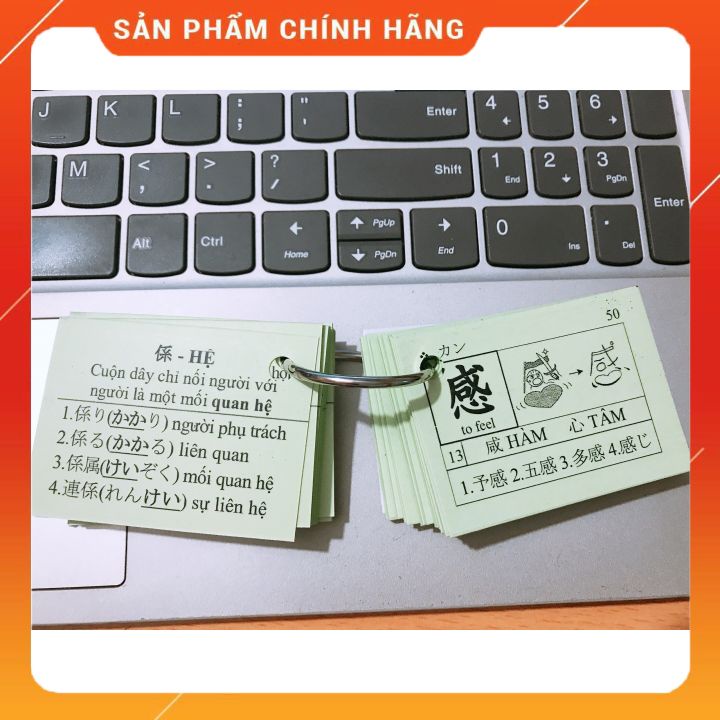 SẢN PHẨM CHÍNH HÃNG
J K L : ; " ' Enter 4 5 6
M < , > . ? / Shift 1 End 2 3 PgDn
Enter
Alt Ctrl Home PgUp PgDn End 0 Ins . Del
係 - HỆ
Cuộn dây chỉ nối người với
người là một mối quan hệ
1.係り(かかり) người phụ trách
2.係る(かかる) liên quan
3.係属(けいぞく) mối quan hệ
4.連係(れんけい) sự liên hệ
hội
50
カン
感
to feel
→ 感
13 咸 HÀM 心 TÂM
1.予感 2.五感 3.多感 4.感じ